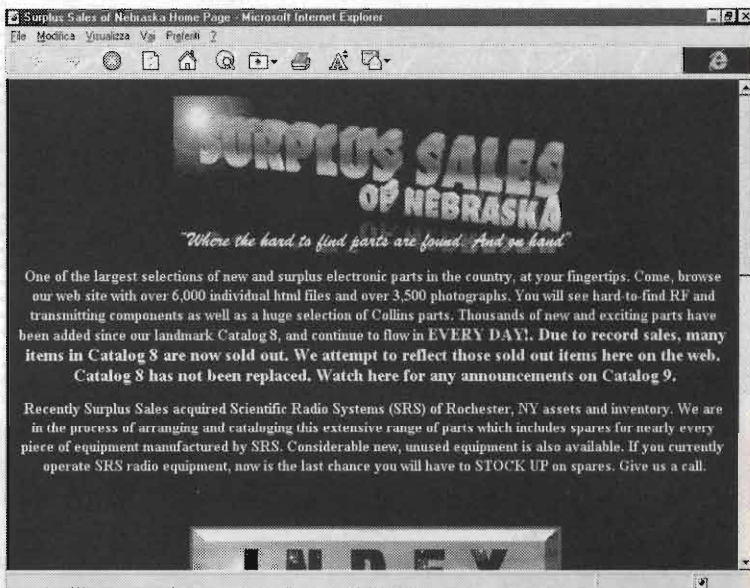 Surplus Sales of Nebraska Home Page - Microsoft Internet Explorer
File Modifica Visualizza Vai Preferiti ?
SURPLUS SALES
OF NEBRASKA
"Where the hard to find parts are found. And on hand"
One of the largest selections of new and surplus electronic parts in the country, at your fingertips. Come, browse
our web site with over 6,000 individual html files and over 3,500 photographs. You will see hard-to-find RF and
transmitting components as well as a huge selection of Collins parts. Thousands of new and exciting parts have
been added since our landmark Catalog 8, and continue to flow in EVERY DAY!. Due to record sales, many
items in Catalog 8 are now sold out. We attempt to reflect those sold out items here on the web.
Catalog 8 has not been replaced. Watch here for any announcements on Catalog 9.
Recently Surplus Sales acquired Scientific Radio Systems (SRS) of Rochester, NY assets and inventory. We are
in the process of arranging and cataloging this extensive range of parts which includes spares for nearly every
piece of equipment manufactured by SRS. Considerable new, unused equipment is also available. If you currently
operate SRS radio equipment, now is the last chance you will have to STOCK UP on spares. Give us a call.
INDEX